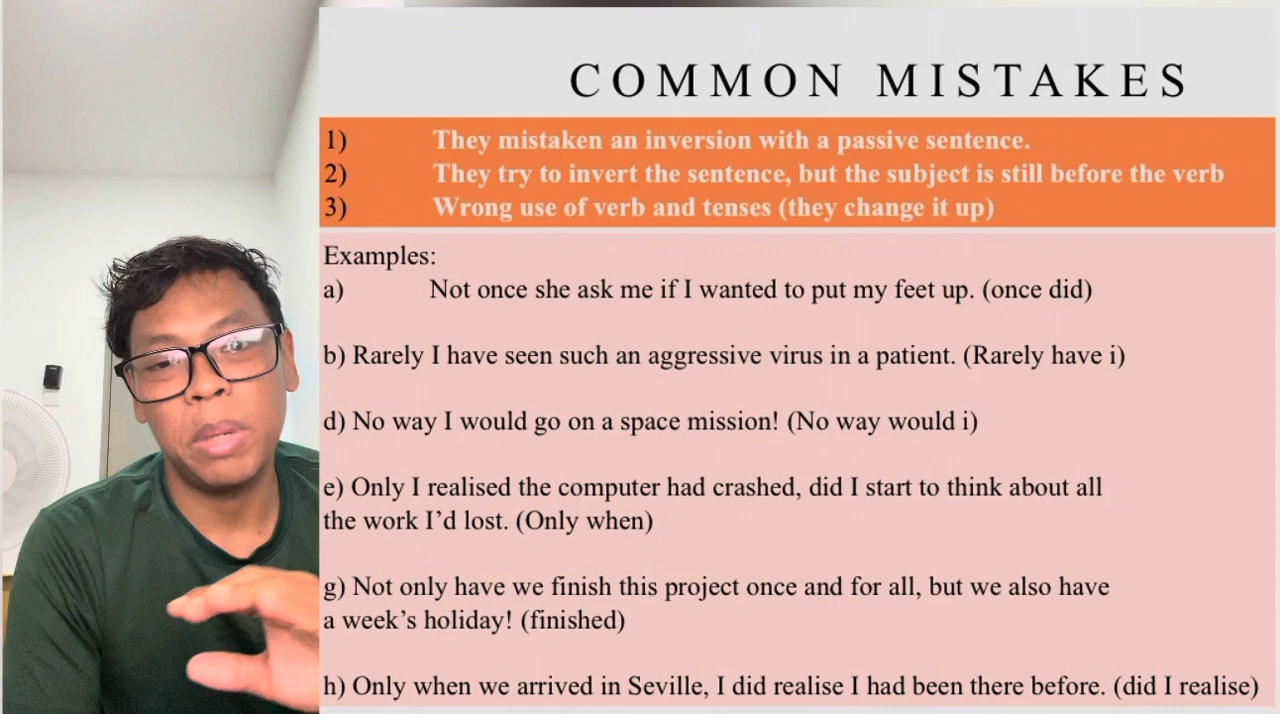 COMMON MISTAKES
1) They mistaken an inversion with a passive sentence.
2) They try to invert the sentence, but the subject is still before the verb
3) Wrong use of verb and tenses (they change it up)
Examples:
a) Not once she ask me if I wanted to put my feet up. (once did)
b) Rarely I have seen such an aggressive virus in a patient. (Rarely have i)
d) No way I would go on a space mission! (No way would i)
e) Only I realised the computer had crashed, did I start to think about all
the work I’d lost. (Only when)
g) Not only have we finish this project once and for all, but we also have
a week’s holiday! (finished)
h) Only when we arrived in Seville, I did realise I had been there before. (did I realise)